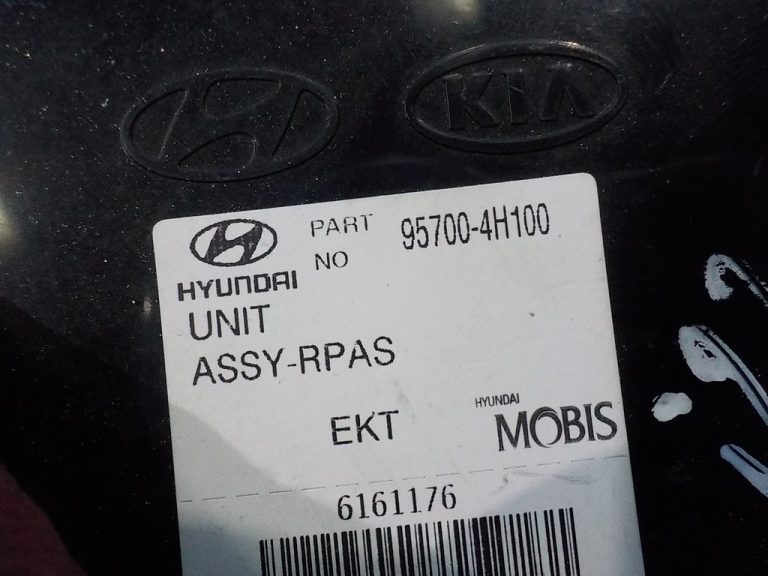 KIA
PART NO 95700-4H100
HYUNDAI
UNIT
ASSY-RPAS
EKT
HYUNDAI
MOBIS
6161176